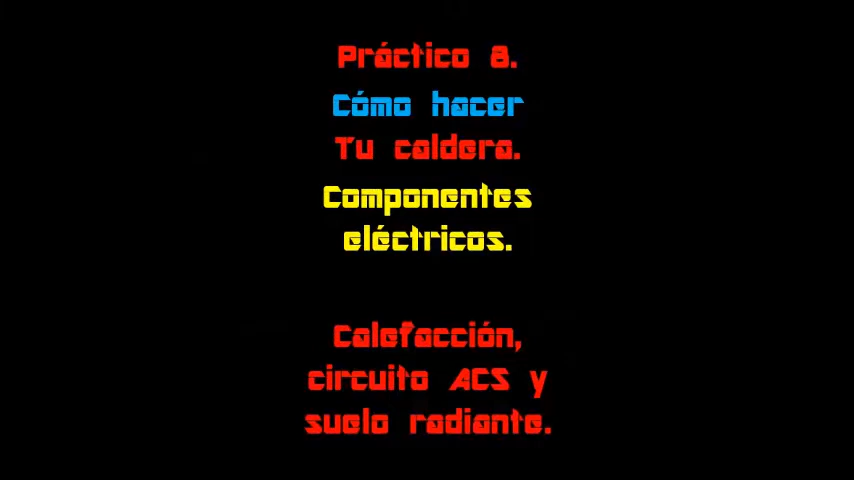 Práctico 8.
Cómo hacer
Tu caldera.
Componentes
eléctricos.
Calefacción,
circuito ACS y
suelo radiante.